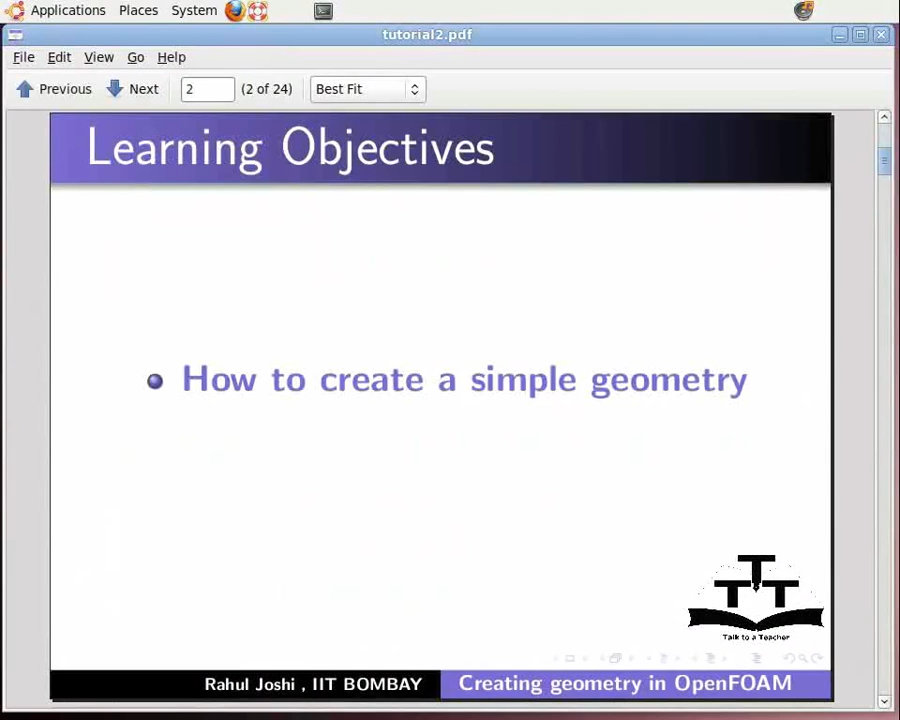 Applications Places System
tutorial2.pdf
File Edit View Go Help
Previous Next 2 (2 of 24) Best Fit
Learning Objectives
How to create a simple geometry
T
T T
Talk to a Teacher
Rahul Joshi , IIT BOMBAY Creating geometry in OpenFOAM